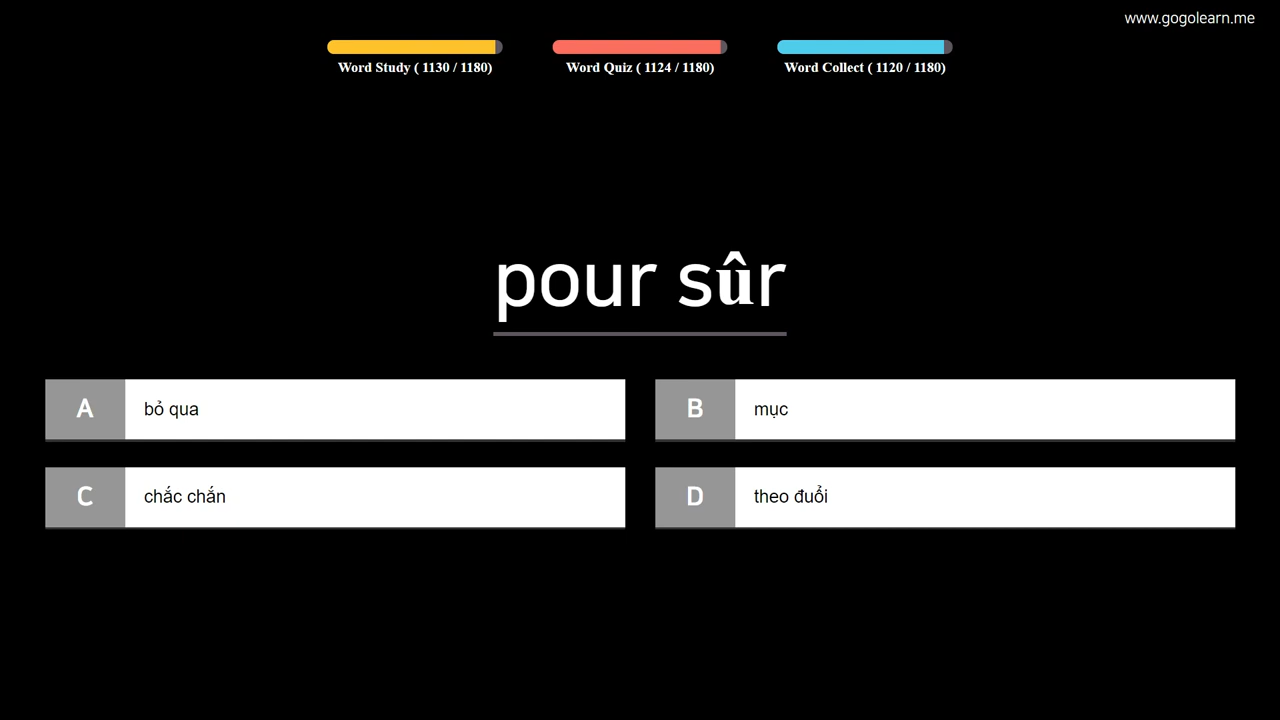 www.gogolearn.me
Word Study ( 1130 / 1180)
Word Quiz ( 1124 / 1180)
Word Collect ( 1120 / 1180)
pour sûr
A bỏ qua
B mục
C chắc chắn
D theo đuổi